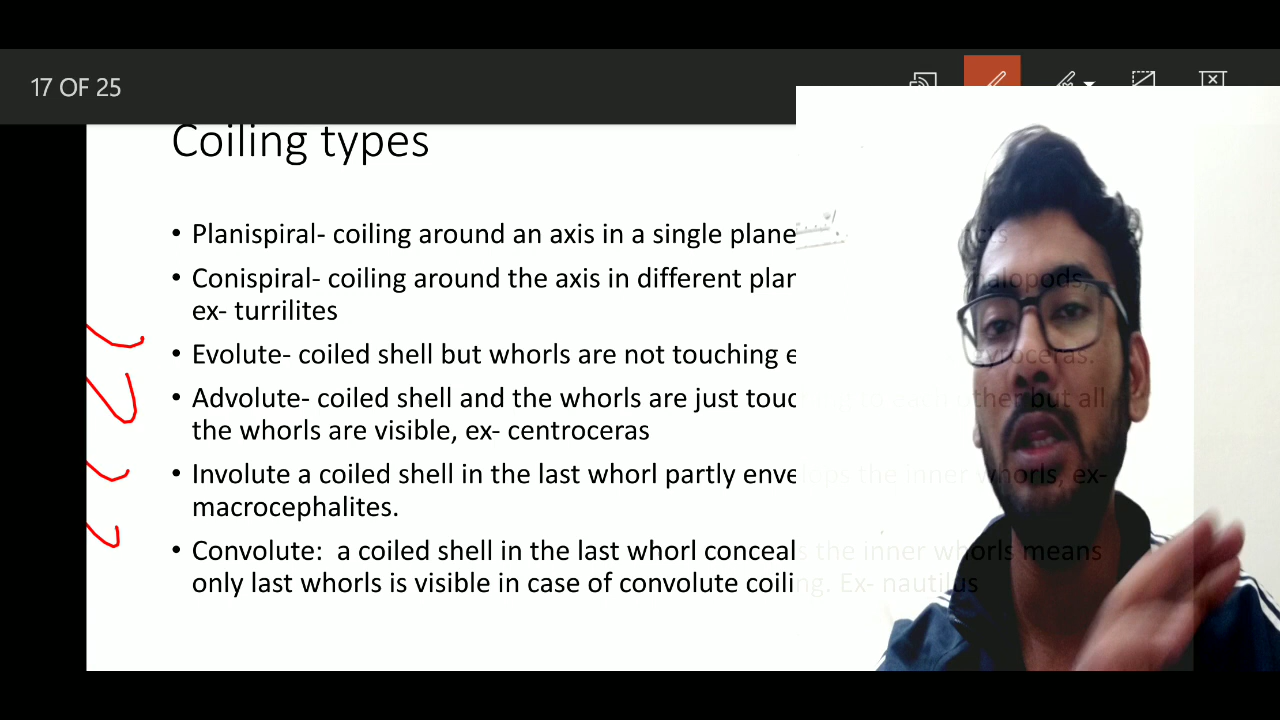 17 OF 25
Coiling types
• Planispiral- coiling around an axis in a single plane
• Conispiral- coiling around the axis in different
ex- turrilites
• Evolute- coiled shell but whorls are not touching
• Advolute- coiled shell and the whorls are just other but all
the whorls are visible, ex- centroceras
• Involute a coiled shell in the last whorl partly envelops the inner whorls, ex-
macrocephalites.
• Convolute: a coiled shell in the last whorl conceals the inner whorls means
only last whorls is visible in case of convolute coiling. Ex- nautilus